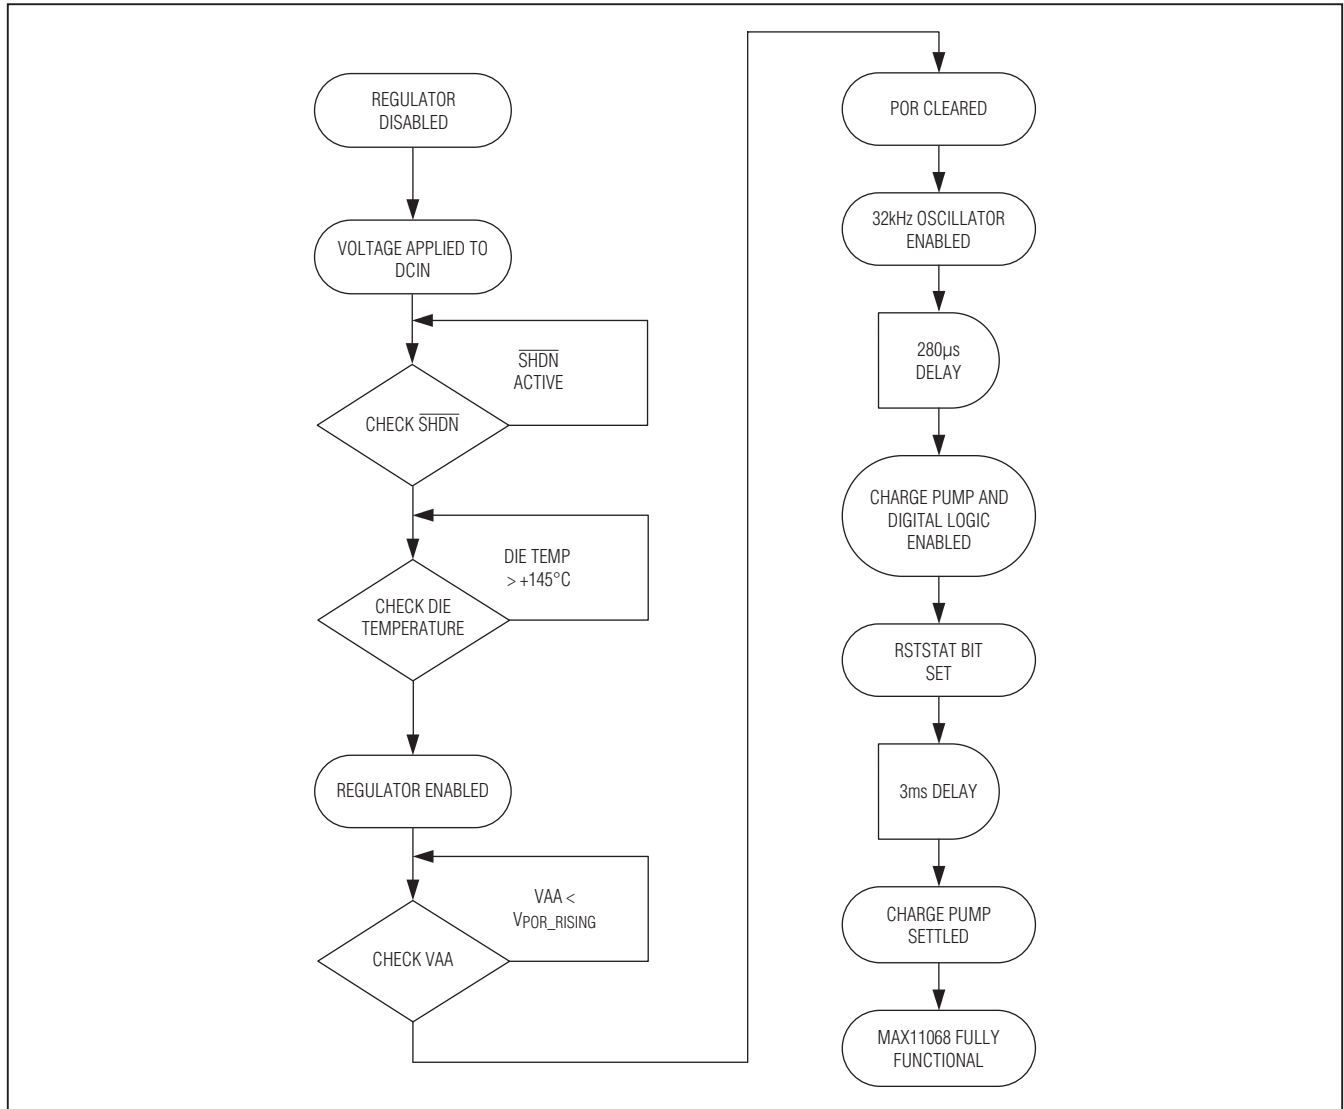 REGULATOR
DISABLED
VOLTAGE APPLIED TO
DCIN
SHDN
ACTIVE
CHECK SHDN
DIE TEMP
> +145°C
CHECK DIE
TEMPERATURE
REGULATOR ENABLED
VAA <
VPOR_RISING
CHECK VAA
POR CLEARED
32kHz OSCILLATOR
ENABLED
280µs
DELAY
CHARGE PUMP AND
DIGITAL LOGIC
ENABLED
RSTSTAT BIT
SET
3ms DELAY
CHARGE PUMP
SETTLED
MAX11068 FULLY
FUNCTIONAL